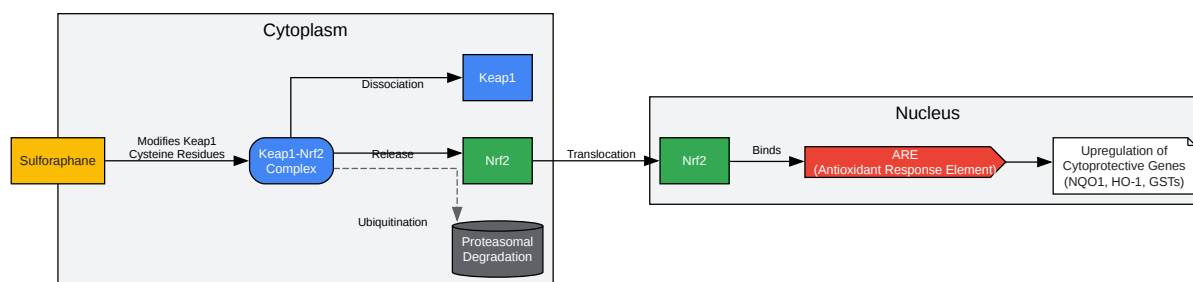 Cytoplasm
Keap1
Dissociation
Nucleus
Modifies Keap1
Cysteine Residues
Sulforaphane
Keap1-Nrf2
Complex
Release
Nrf2
Translocation
Nrf2
Binds
ARE
(Antioxidant Response Element)
Upregulation of
Cytoprotective Genes
(NQO1, HO-1, GSTs)
Ubiquitination
Proteasomal
Degradation